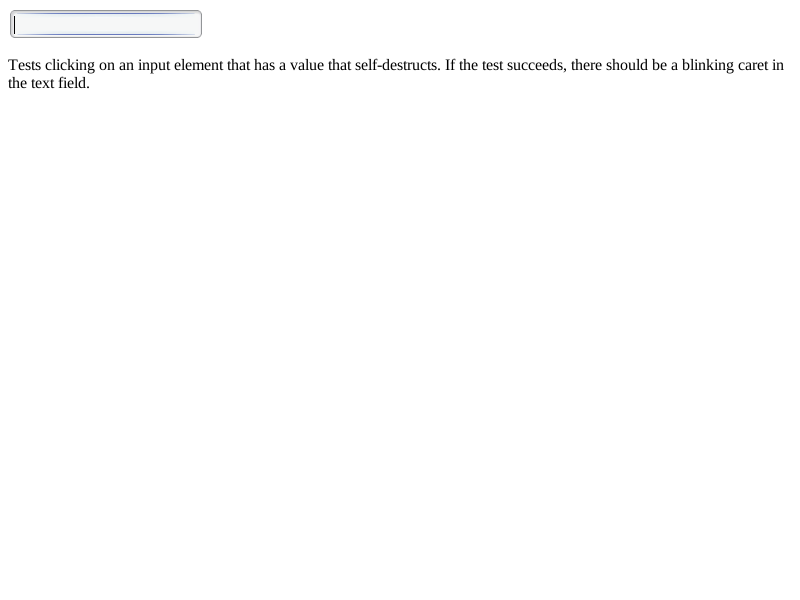 Tests clicking on an input element that has a value that self-destructs. If the test succeeds, there should be a blinking caret in
the text field.